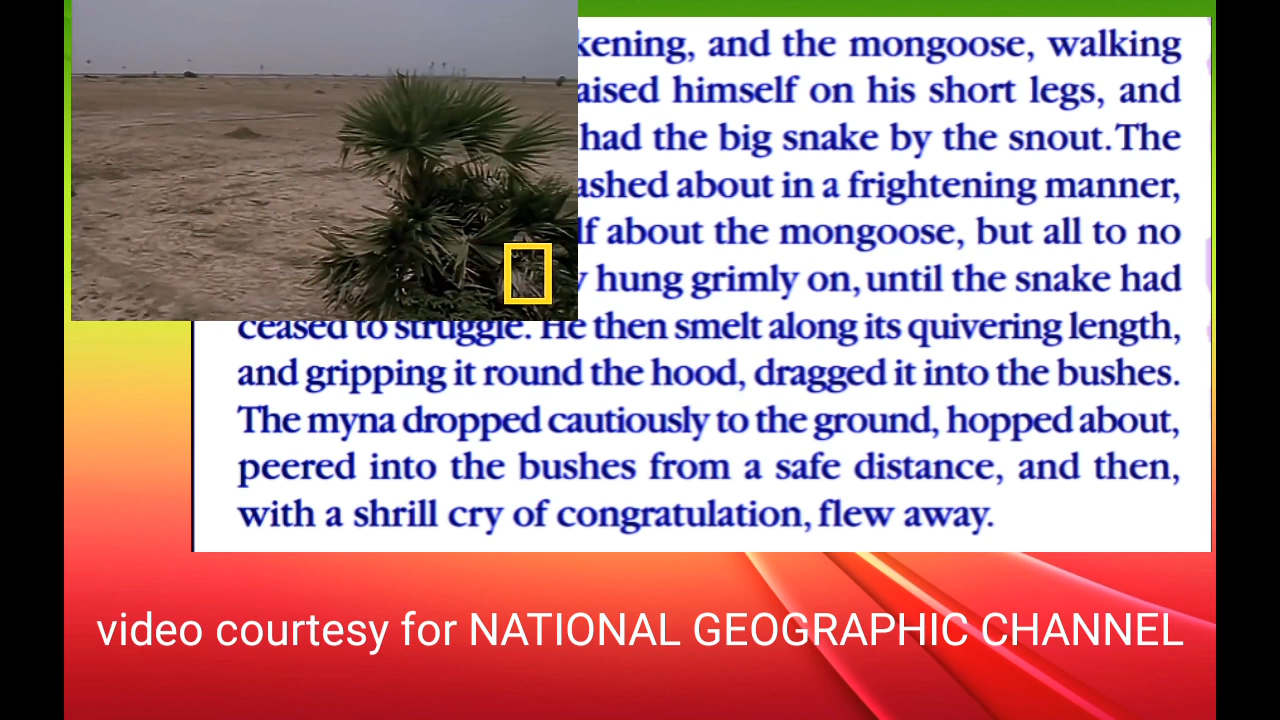 and the mongoose, walking
himself on his short legs, and
had the big snake by the snout. The
about in a frightening manner,
about the mongoose, but all to no
hung grimly on, until the snake had
ceased to struggle. He then smelt along its quivering length,
and gripping it round the hood, dragged it into the bushes.
The myna dropped cautiously to the ground, hopped about,
peered into the bushes from a safe distance, and then,
with a shrill cry of congratulation, flew away.
video courtesy for NATIONAL GEOGRAPHIC CHANNEL